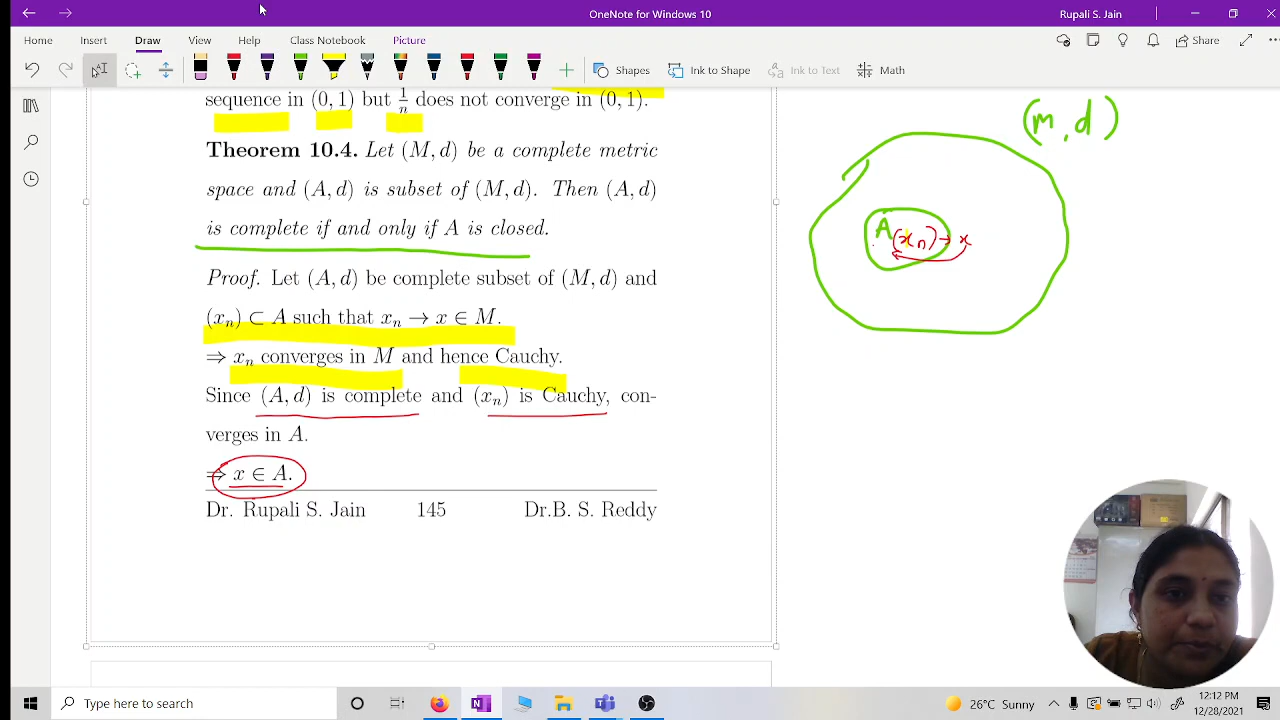 OneNote for Windows 10
Rupali S. Jain
Home Insert Draw View Help Picture
Share
Shapes Ink to Shape Ink to Text Math
sequence in (0, 1) but 1/n does not converge in (0, 1).
Theorem 10.4. Let (M, d) be a complete metric
space and (A, d) is subset of (M, d). Then (A, d)
is complete if and only if A is closed.
Proof. Let (A, d) be complete subset of (M, d) and
(xₙ) ⊂ A such that xₙ → x ∈ M.
⇒ xₙ converges in M and hence Cauchy.
Since (A, d) is complete and (xₙ) is Cauchy, con-
verges in A.
⇒ x ∈ A.
Dr. Rupali S. Jain 145 Dr.B. S. Reddy
(M, d)
A
(xₙ) → x
Type here to search
26°C Sunny
12:12 PM
12/28/2021